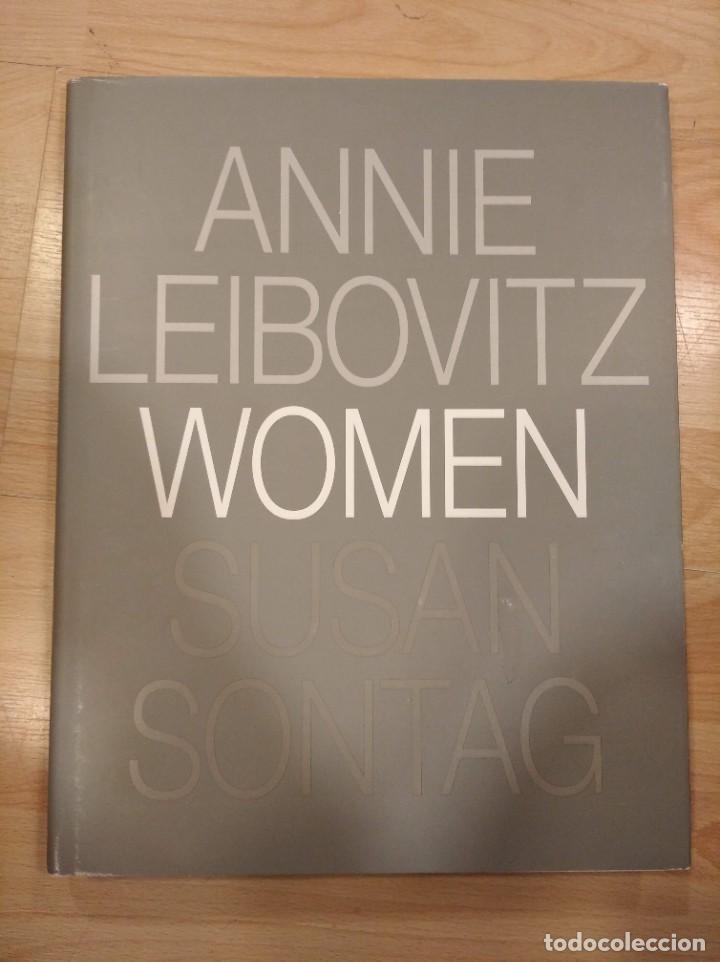 ANNIE
LEIBOVITZ
WOMEN
SUSAN
SONTAG
todocoleccion